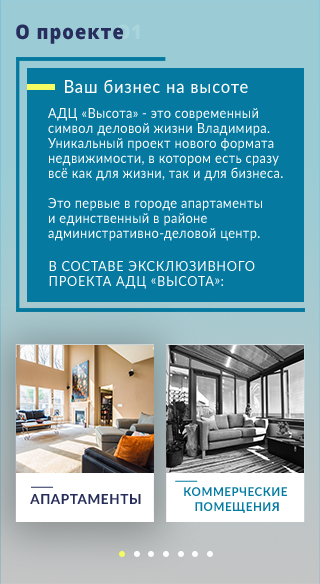 О проекте 01
Ваш бизнес на высоте
АДЦ «Высота» - это современный
символ деловой жизни Владимира.
Уникальный проект нового формата
недвижимости, в котором есть сразу
всё как для жизни, так и для бизнеса.
Это первые в городе апартаменты
и единственный в районе
административно-деловой центр.
В СОСТАВЕ ЭКСКЛЮЗИВНОГО
ПРОЕКТА АДЦ «ВЫСОТА»:
АПАРТАМЕНТЫ
КОММЕРЧЕСКИЕ
ПОМЕЩЕНИЯ